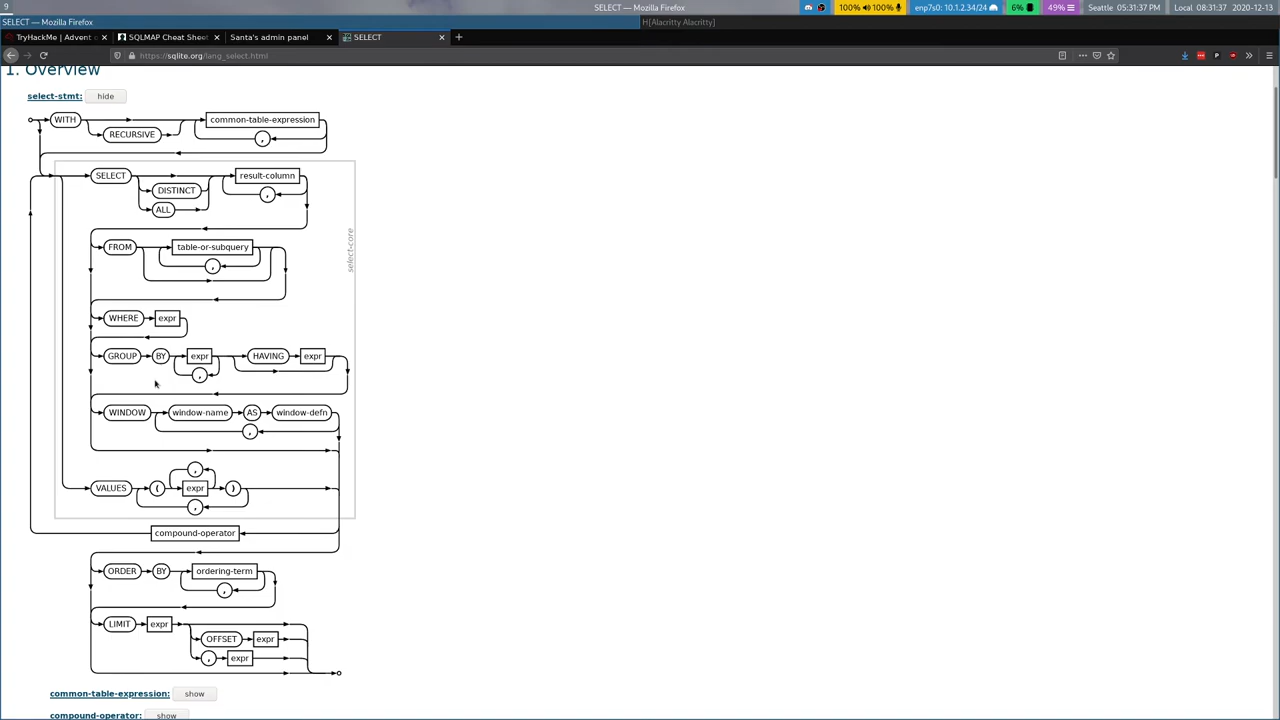 9
SELECT — Mozilla Firefox
100% 100%
enp7s0: 10.1.2.34/24
6%
49%
Seattle 05:31:37 PM
Local 08:31:37
2020-12-13
SELECT — Mozilla Firefox
H[Alacritty Alacritty]
TryHackMe | Advent o
SQLMAP Cheat Sheet
Santa's admin panel
SELECT
https://sqlite.org/lang_select.html
1. Overview
select-stmt: hide
WITH common-table-expression
RECURSIVE ,
SELECT result-column
DISTINCT ,
ALL
select-core
FROM table-or-subquery
,
WHERE expr
GROUP BY expr HAVING expr
,
WINDOW window-name AS window-defn
,
,
VALUES ( expr )
,
compound-operator
ORDER BY ordering-term
,
LIMIT expr
OFFSET expr
, expr
common-table-expression: show
compound-operator: show